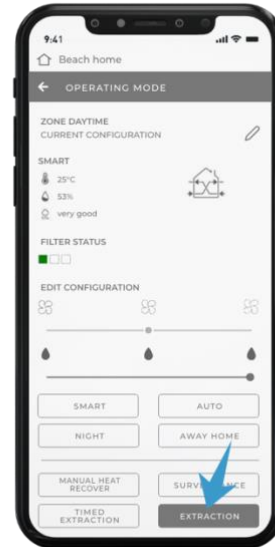 9:41
Beach home
OPERATING MODE
ZONE DAYTIME
CURRENT CONFIGURATION
SMART
25°C
53%
very good
FILTER STATUS
EDIT CONFIGURATION
SMART AUTO
NIGHT AWAY HOME
MANUAL HEAT
RECOVER
TIMED
EXTRACTION
EXTRACTION